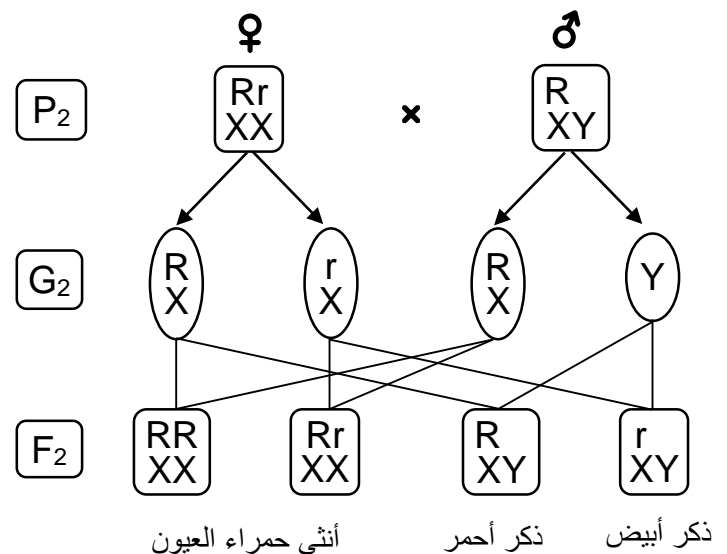 ♀ ♂
P₂
Rr
XX
×
R
XY
G₂
R
X
r
X
R
X
Y
F₂
RR
XX
Rr
XX
R
XY
r
XY
أنثى حمراء العيون
ذكر أحمر
ذكر أبيض